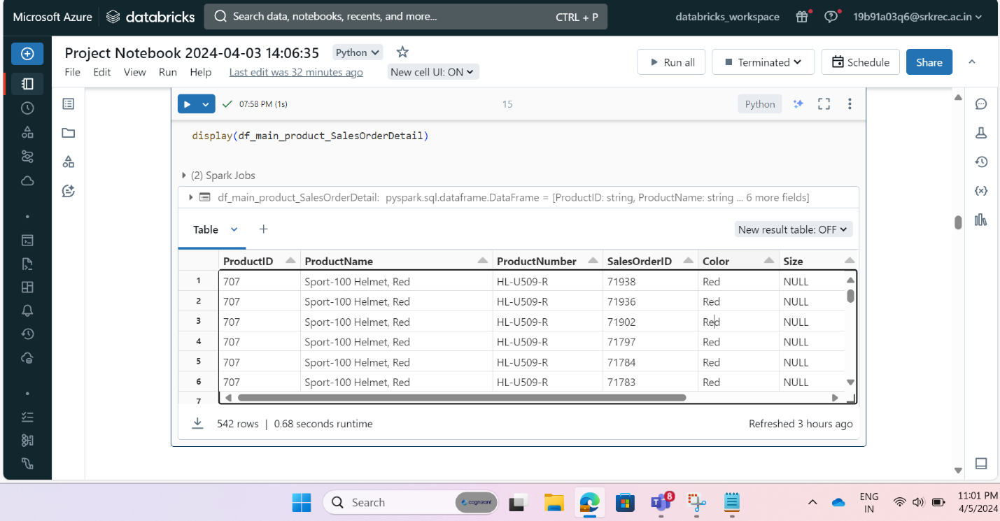 Microsoft Azure databricks Search data, notebooks, recents, and more... CTRL + P databricks_workspace 19b91a03q6@srkrec.ac.in
Project Notebook 2024-04-03 14:06:35 Python
Run all Terminated Schedule Share
File Edit View Run Help Last edit was 32 minutes ago New cell UI: ON
07:58 PM (1s) 15 Python
display(df_main_product_SalesOrderDetail)
(2) Spark Jobs
df_main_product_SalesOrderDetail: pyspark.sql.dataframe.DataFrame = [ProductID: string, ProductName: string ... 6 more fields]
Table + New result table: OFF
ProductID ProductName ProductNumber SalesOrderID Color Size
1 707 Sport-100 Helmet, Red HL-U509-R 71938 Red NULL
2 707 Sport-100 Helmet, Red HL-U509-R 71936 Red NULL
3 707 Sport-100 Helmet, Red HL-U509-R 71902 Red NULL
4 707 Sport-100 Helmet, Red HL-U509-R 71797 Red NULL
5 707 Sport-100 Helmet, Red HL-U509-R 71784 Red NULL
6 707 Sport-100 Helmet, Red HL-U509-R 71783 Red NULL
7
542 rows | 0.68 seconds runtime Refreshed 3 hours ago
Search cognizant 8 ENG 11:01 PM
IN 4/5/2024